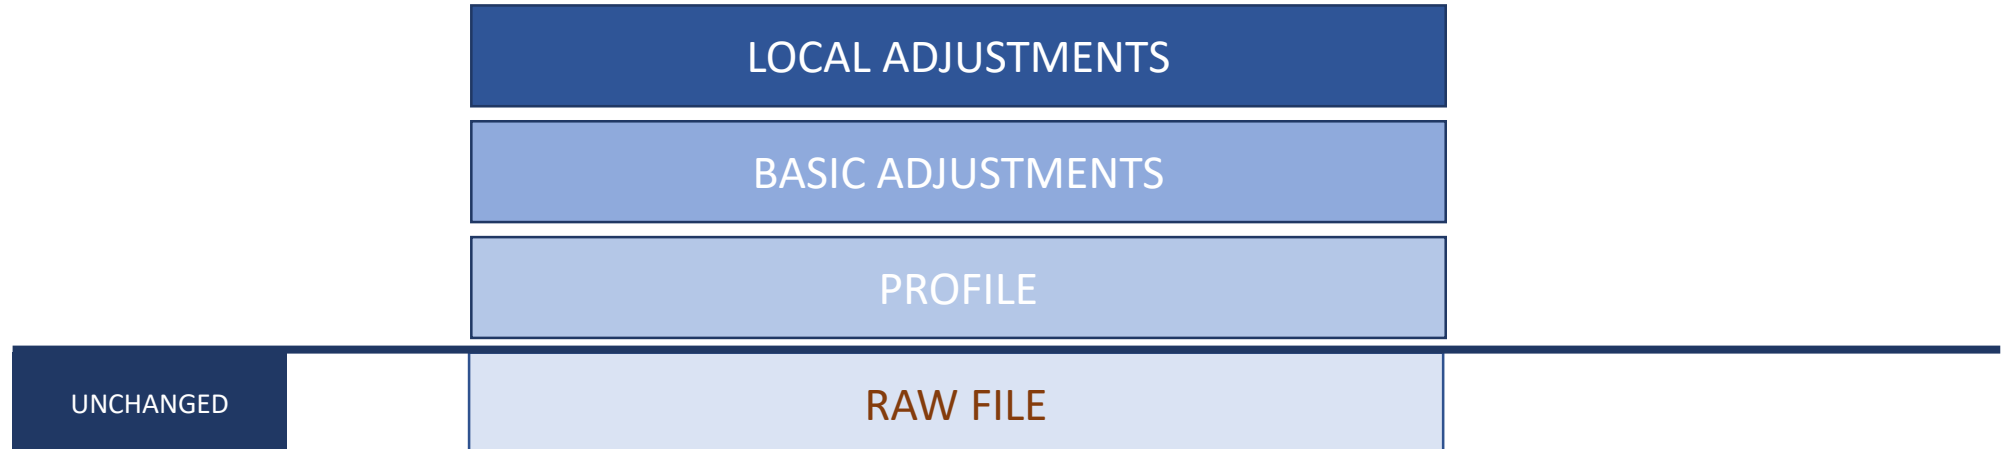 LOCAL ADJUSTMENTS
BASIC ADJUSTMENTS
PROFILE
UNCHANGED
RAW FILE